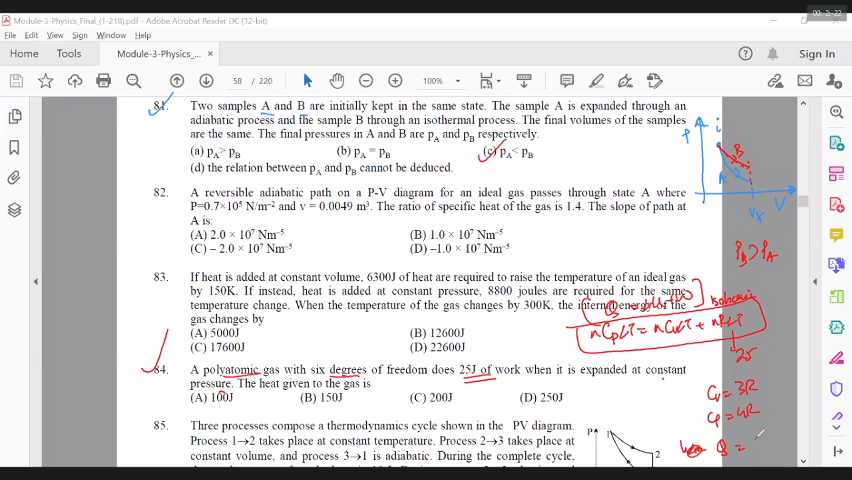 00:2:22
Module-3-Physics_Final_(1-218).pdf - Adobe Acrobat Reader DC (32-bit)
File Edit View Sign Window Help
Home Tools Module-3-Physics_... × Sign In
58 / 220 100%
81. Two samples A and B are initially kept in the same state. The sample A is expanded through an
adiabatic process and the sample B through an isothermal process. The final volumes of the samples
are the same. The final pressures in A and B are pA and pB respectively.
(a) pA> pB (b) pA = pB (c) pA< pB
(d) the relation between pA and pB cannot be deduced.
P i B A V
PB > PA
82. A reversible adiabatic path on a P-V diagram for an ideal gas passes through state A where
P=0.7×10⁵ N/m⁻² and v = 0.0049 m³. The ratio of specific heat of the gas is 1.4. The slope of path at
A is:
(A) 2.0 × 10⁷ Nm⁻⁵ (B) 1.0 × 10⁷ Nm⁻⁵
(C) – 2.0 × 10⁷ Nm⁻⁵ (D) –1.0 × 10⁷ Nm⁻⁵
83. If heat is added at constant volume, 6300J of heat are required to raise the temperature of an ideal gas
by 150K. If instead, heat is added at constant pressure, 8800 joules are required for the same
temperature change. When the temperature of the gas changes by 300K, the internal energy of the
gas changes by
(A) 5000J (B) 12600J
(C) 17600J (D) 22600J
isobaric
25
84. A polyatomic gas with six degrees of freedom does 25J of work when it is expanded at constant
pressure. The heat given to the gas is
(A) 100J (B) 150J (C) 200J (D) 250J
Cv = 3R
Cp = 4R
Q =
85. Three processes compose a thermodynamics cycle shown in the PV diagram.
Process 1→2 takes place at constant temperature. Process 2→3 takes place at
constant volume, and process 3→1 is adiabatic. During the complete cycle,
P 1 2